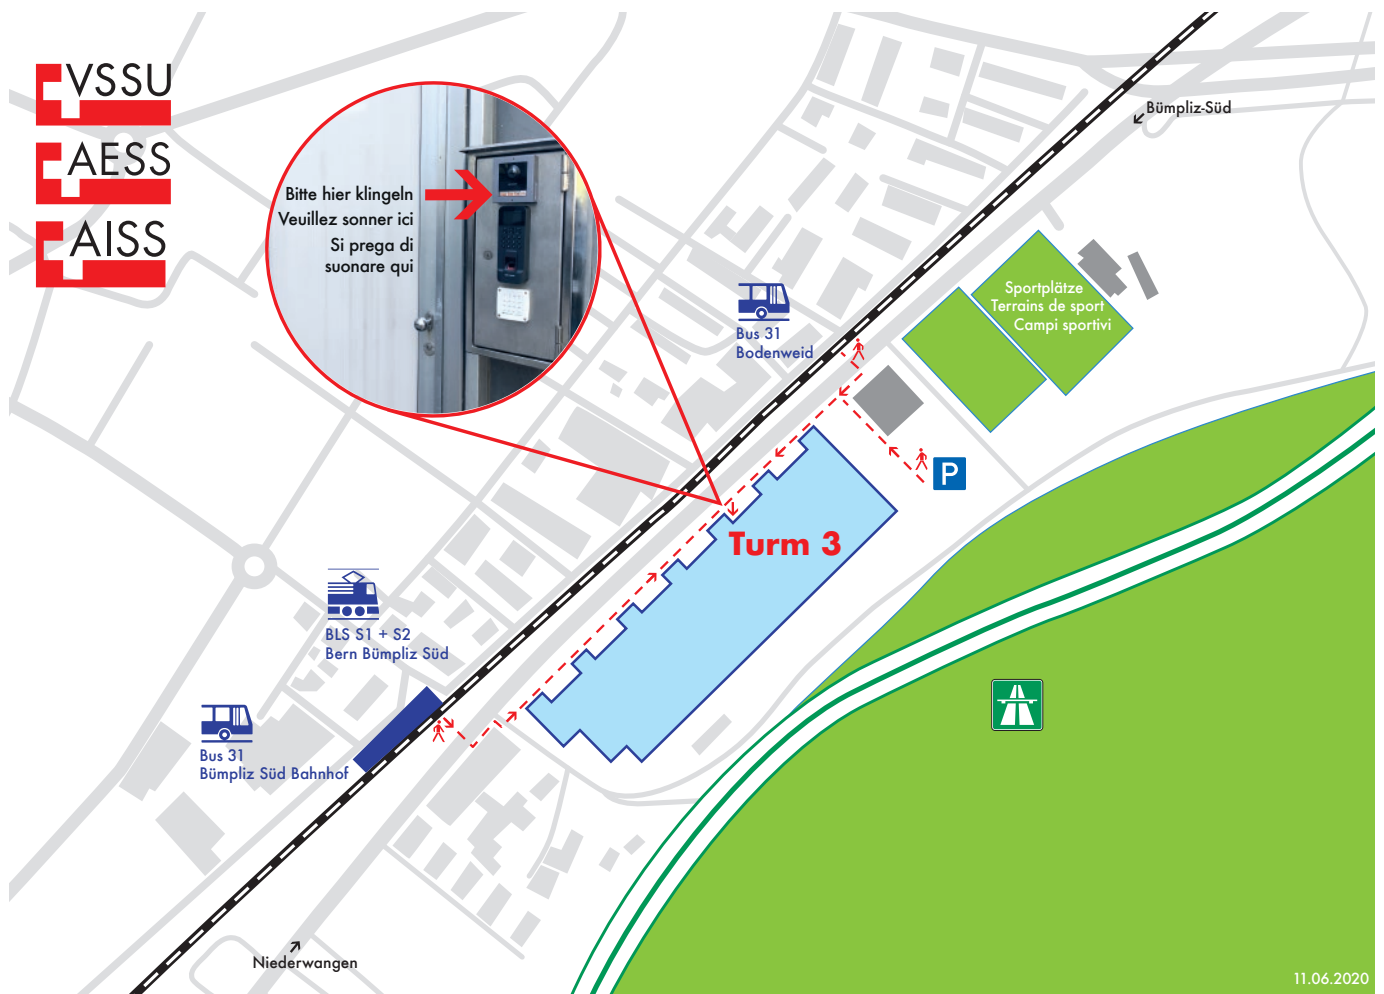 VSSU
AESS
AISS
Bitte hier klingeln
Veuillez sonner ici
Si prega di
suonare qui
Bümpliz-Süd
Sportplätze
Terrains de sport
Campi sportivi
Bus 31
Bodenweid
P
Turm 3
BLS S1 + S2
Bern Bümpliz Süd
Bus 31
Bümpliz Süd Bahnhof
Niederwangen
11.06.2020